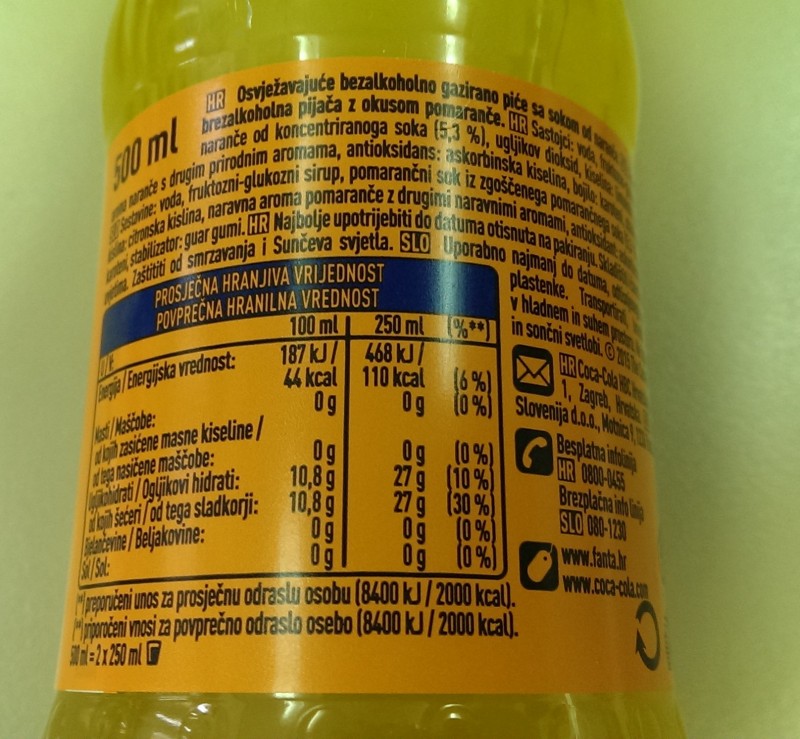 500 ml
HR Osvježavajuće bezalkoholno gazirano piće sa sokom od
brezalkoholna pijača z okusom pomaranče. HR Sastojci: voda,
naranče od koncentriranoga soka (5,3 %), ugljikov dioksid, kiselina:
naranče s drugim prirodnim aromama, antioksidans: askorbinska kiselina, bojilo:
Sestavine: voda, fruktozni-glukozni sirup, pomarančni sok iz zgoščenega pomarančnega
citronska kislina, naravna aroma pomaranče z drugimi naravnimi aromami, antioksidant:
stabilizator: guar gumi. HR Najbolje upotrijebiti do datuma otisnuta na pakiranju.
Zaštititi od smrzavanja i Sunčeva svjetla. SLO Uporabno najmanj do datuma,
plastenke.
v hladnem in suhem
in sončni svetlobi. ©
PROSJEČNA HRANJIVA VRIJEDNOST
POVPREČNA HRANILNA VREDNOST
100 ml 250 ml (%**)
Energija / Energijska vrednost: 187 kJ / 468 kJ /
44 kcal 110 kcal (6 %)
Masti / Maščobe: 0 g 0 g (0 %)
od kojih zasićene masne kiseline /
od tega nasičene maščobe: 0 g 0 g (0 %)
Ugljikohidrati / Ogljikovi hidrati: 10,8 g 27 g (10 %)
od kojih šećeri / od tega sladkorji: 10,8 g 27 g (30 %)
Bjelančevine / Beljakovine: 0 g 0 g (0 %)
Sol / Sol: 0 g 0 g (0 %)
preporučeni unos za prosječnu odraslu osobu (8400 kJ / 2000 kcal).
priporočeni vnosi za povprečno odraslo osebo (8400 kJ / 2000 kcal).
500 ml = 2 x 250 ml
HR Coca-Cola HBC
1, Zagreb,
Slovenija d.o.o., Motnica 9,
Besplatna infolinija
HR 0800-0455
Brezplačna info linija
SLO 080-1230
www.fanta.hr
www.coca-cola.com